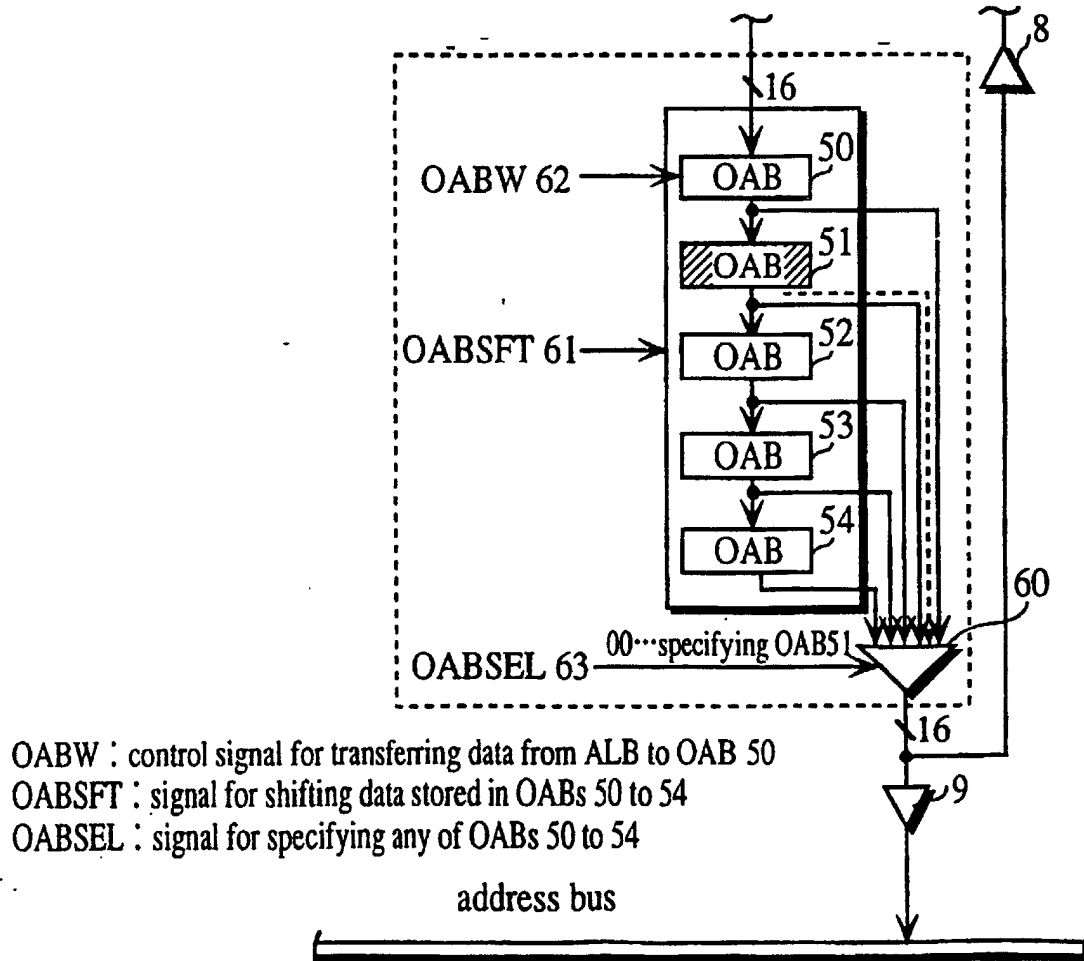 8
16
50
OABW 62
OAB
51
OAB
52
OABSFT 61
OAB
53
OAB
54
OAB
60
00···specifying OAB51
OABSEL 63
16
OABW : control signal for transferring data from ALB to OAB 50
9
OABSFT : signal for shifting data stored in OABs 50 to 54
OABSEL : signal for specifying any of OABs 50 to 54
address bus